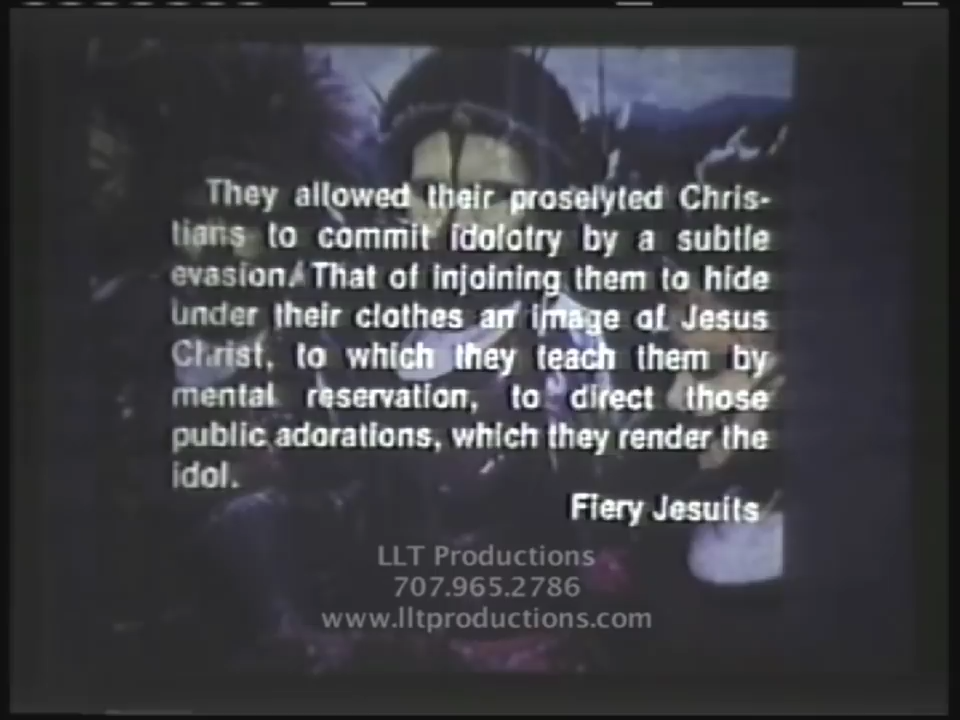 They allowed their proselyted Chris-
tians to commit idolotry by a subtle
evasion. That of injoining them to hide
under their clothes an image of Jesus
Christ, to which they teach them by
mental reservation, to direct those
public adorations, which they render the
idol.
Fiery Jesuits
LLT Productions
707.965.2786
www.lltproductions.com